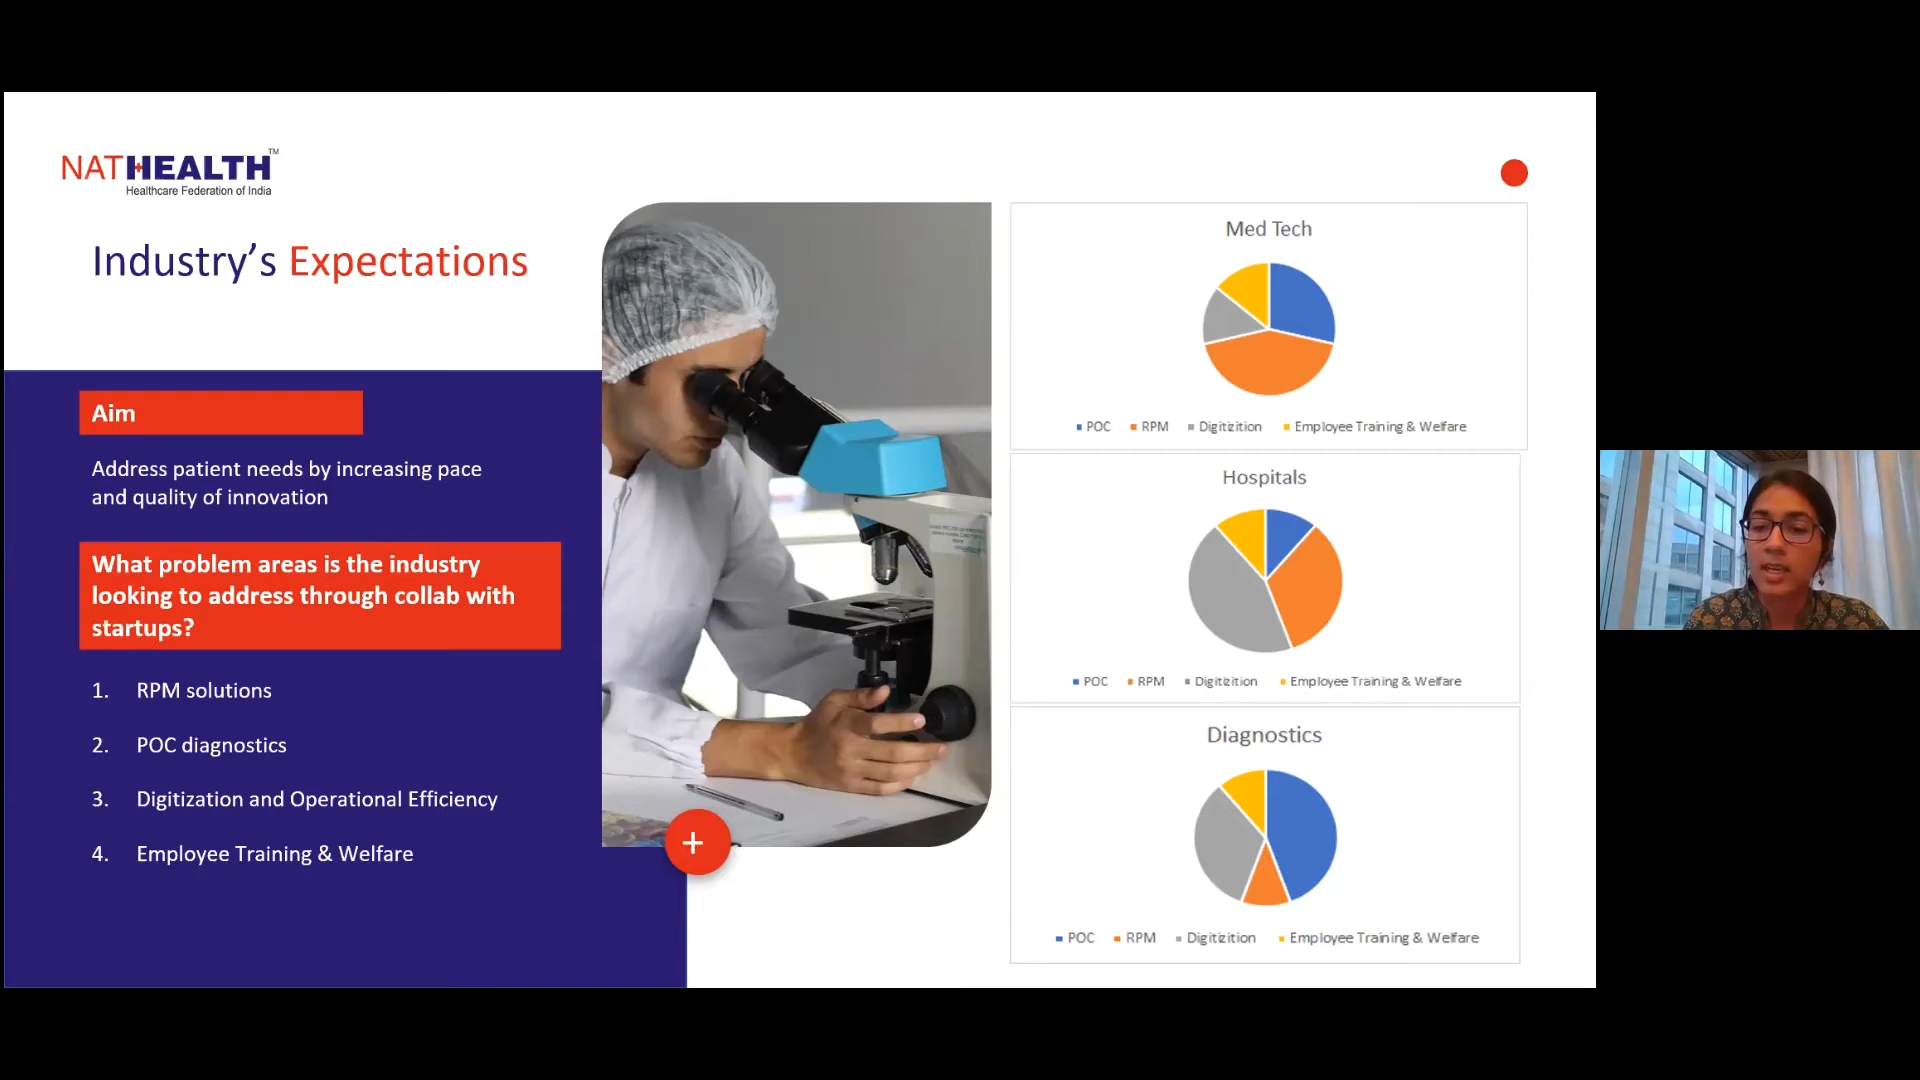 NATHEALTH™
Healthcare Federation of India
Industry’s Expectations
Aim
Address patient needs by increasing pace
and quality of innovation
What problem areas is the industry
looking to address through collab with
startups?
1. RPM solutions
2. POC diagnostics
3. Digitization and Operational Efficiency
4. Employee Training & Welfare
Med Tech
POC RPM Digitizition Employee Training & Welfare
Hospitals
POC RPM Digitizition Employee Training & Welfare
Diagnostics
POC RPM Digitizition Employee Training & Welfare